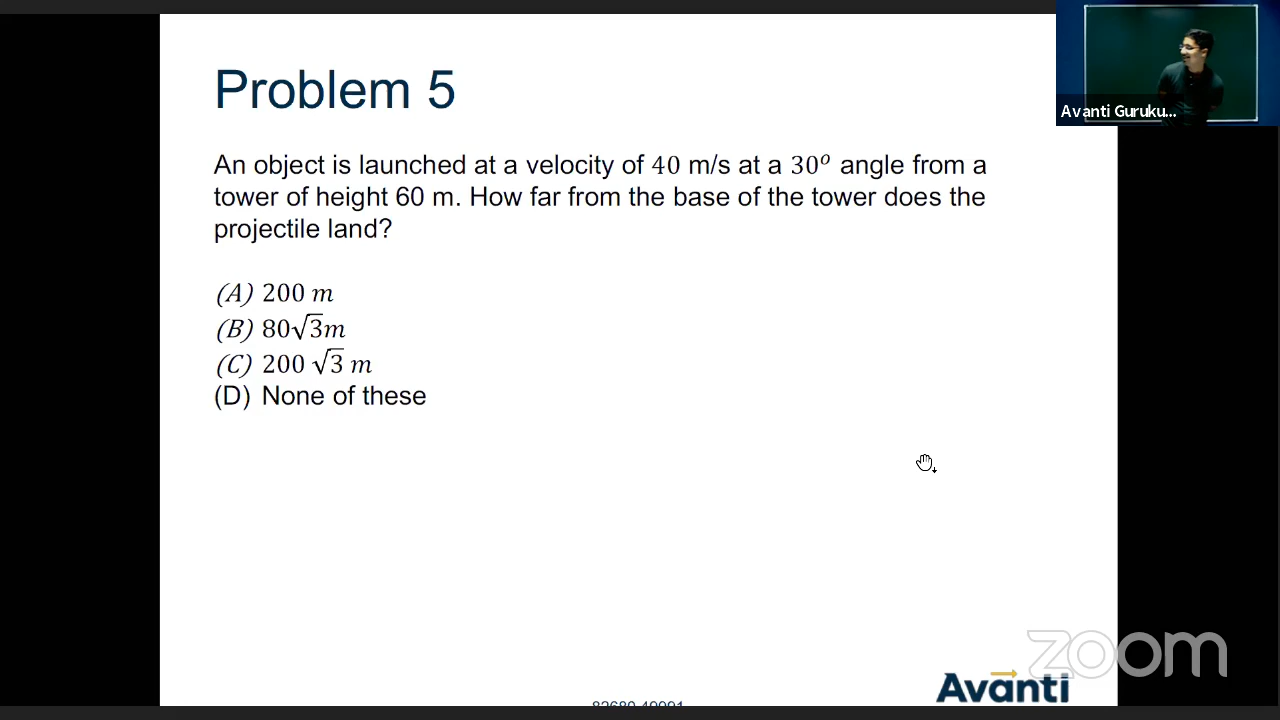 Problem 5
Avanti Guruku...
An object is launched at a velocity of 40 m/s at a 30° angle from a
tower of height 60 m. How far from the base of the tower does the
projectile land?
(A) 200 m
(B) 80√3m
(C) 200 √3 m
(D) None of these
zoom
Avanti